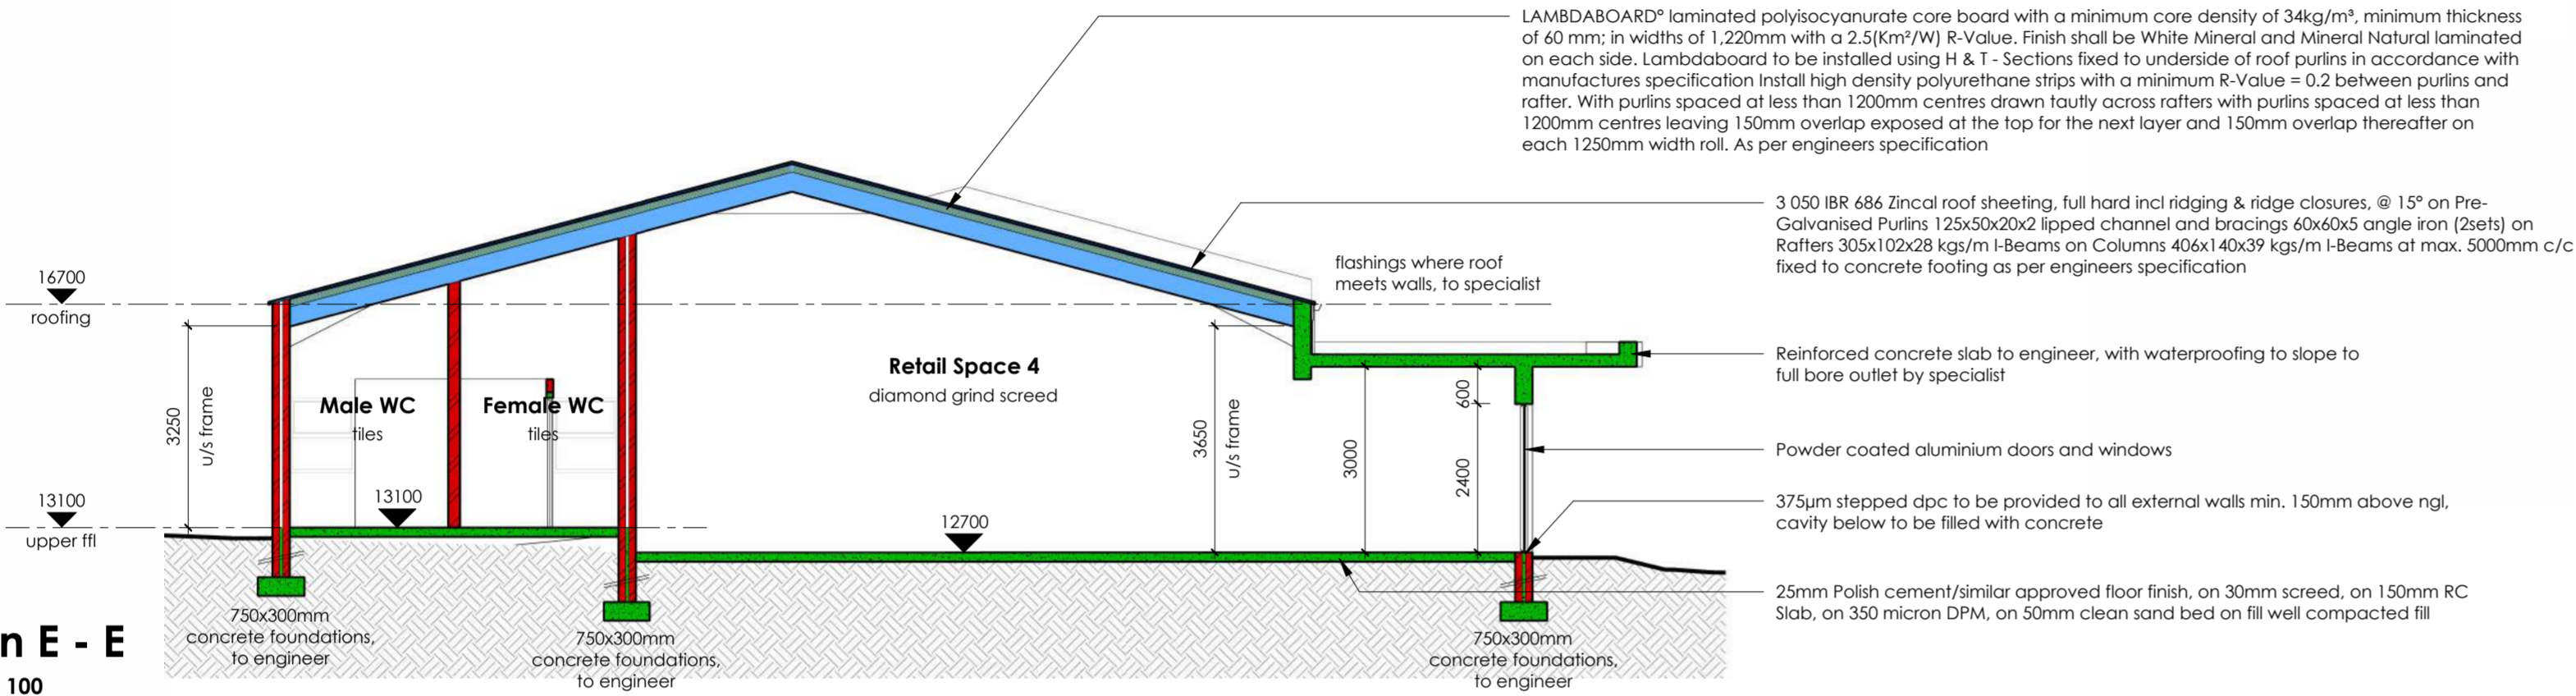 LAMBDABOARD° laminated polyisocyanurate core board with a minimum core density of 34kg/m³, minimum thickness
of 60 mm; in widths of 1,220mm with a 2.5(Km²/W) R-Value. Finish shall be White Mineral and Mineral Natural laminated
on each side. Lambdaboard to be installed using H & T - Sections fixed to underside of roof purlins in accordance with
manufactures specification Install high density polyurethane strips with a minimum R-Value = 0.2 between purlins and
rafter. With purlins spaced at less than 1200mm centres drawn tautly across rafters with purlins spaced at less than
1200mm centres leaving 150mm overlap exposed at the top for the next layer and 150mm overlap thereafter on
each 1250mm width roll. As per engineers specification
3 050 IBR 686 Zincal roof sheeting, full hard incl ridging & ridge closures, @ 15° on Pre-
Galvanised Purlins 125x50x20x2 lipped channel and bracings 60x60x5 angle iron (2sets) on
Rafters 305x102x28 kgs/m I-Beams on Columns 406x140x39 kgs/m I-Beams at max. 5000mm c/c
fixed to concrete footing as per engineers specification
flashings where roof
meets walls, to specialist
16700
roofing
Reinforced concrete slab to engineer, with waterproofing to slope to
full bore outlet by specialist
Retail Space 4
diamond grind screed
Male WC
tiles
Female WC
tiles
3250
u/s frame
3650
u/s frame
3000
600
2400
Powder coated aluminium doors and windows
13100
upper ffl
13100
12700
375µm stepped dpc to be provided to all external walls min. 150mm above ngl,
cavity below to be filled with concrete
25mm Polish cement/similar approved floor finish, on 30mm screed, on 150mm RC
Slab, on 350 micron DPM, on 50mm clean sand bed on fill well compacted fill
750x300mm
concrete foundations,
to engineer
750x300mm
concrete foundations,
to engineer
750x300mm
concrete foundations,
to engineer
n E - E
100